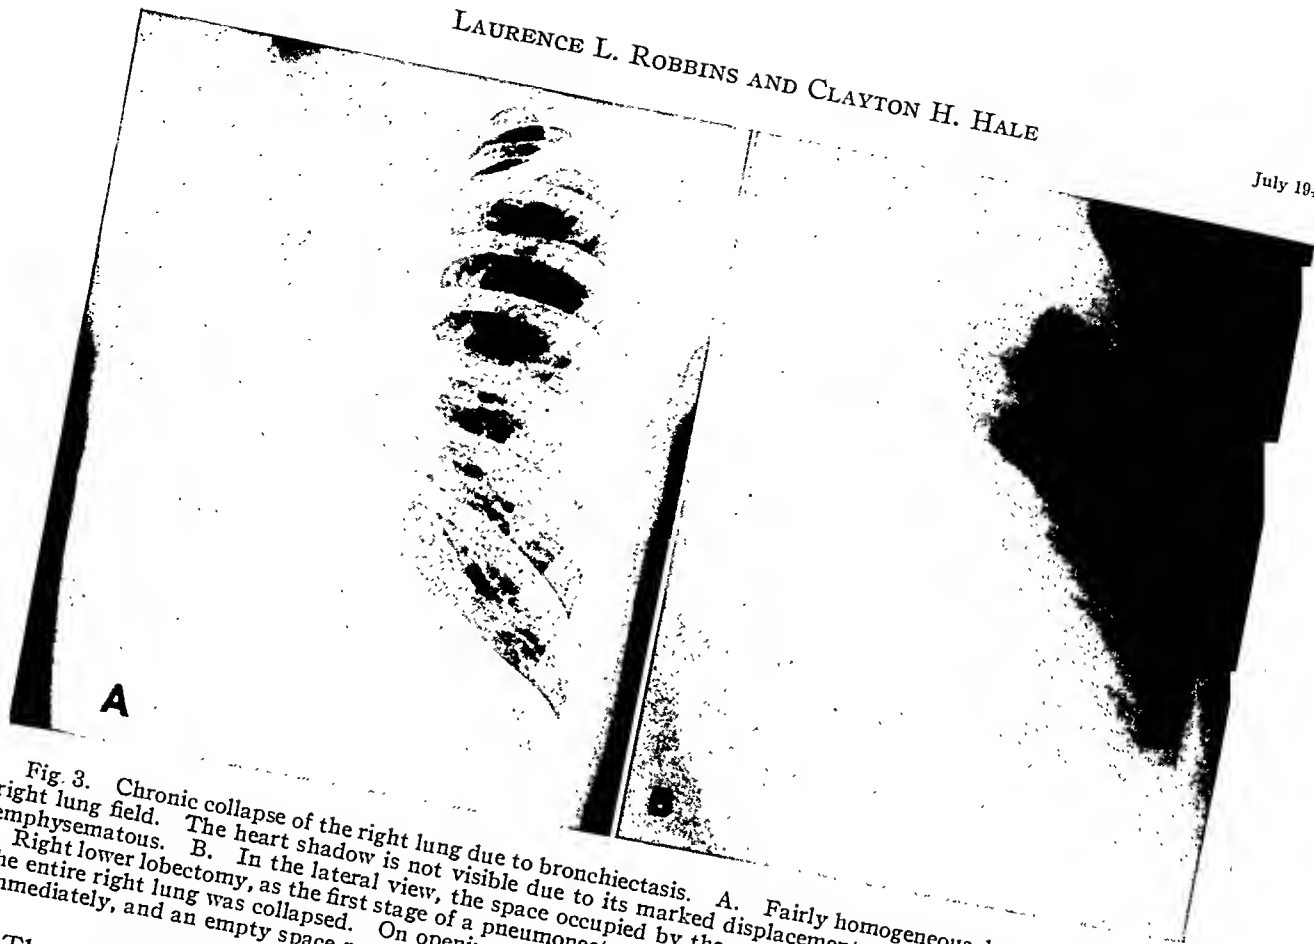 LAURENCE L. ROBBINS AND CLAYTON H. HALE
July 19
A
B
Fig. 3. Chronic collapse of the right lung due to bronchiectasis. A. Fairly homogeneous
right lung field. The heart shadow is not visible due to its marked displacement
emphysematous. B. In the lateral view, the space occupied by the
Right lower lobectomy, as the first stage of a
the entire right lung was collapsed. On
immediately, and an empty space